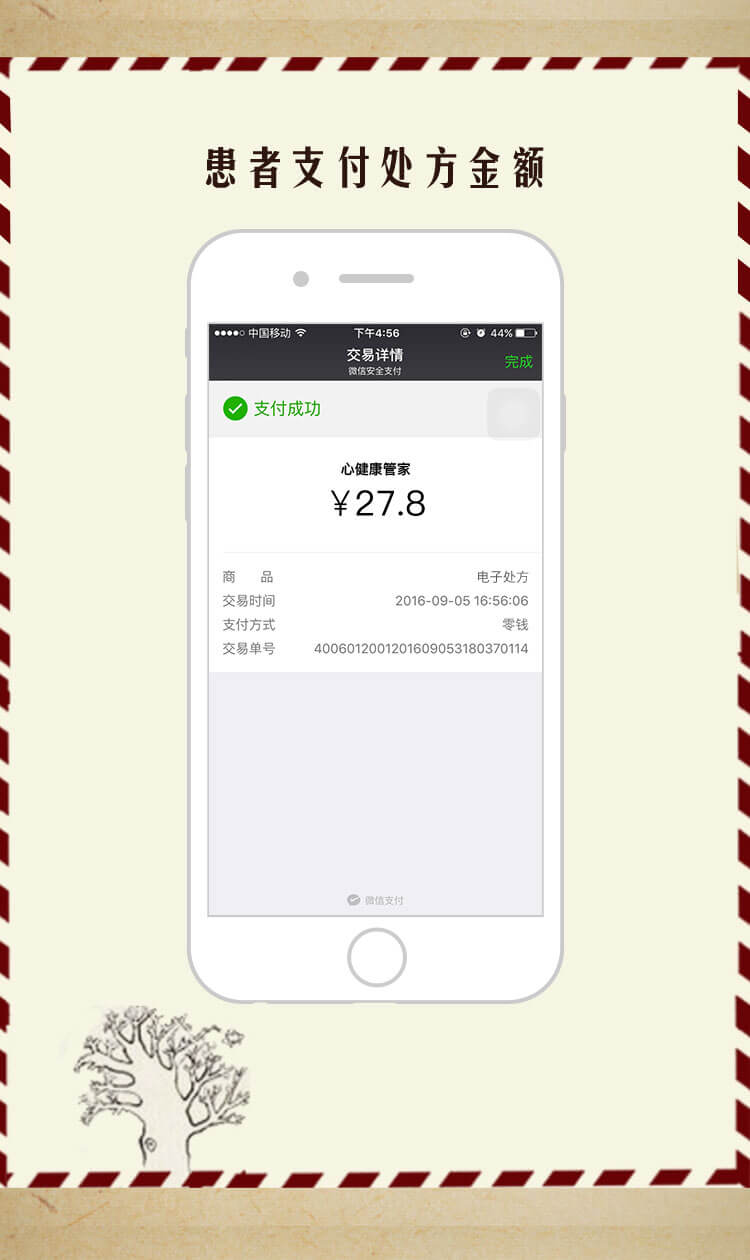 患者支付处方金额
中国移动 下午4:56 44%
交易详情
微信安全支付
完成
支付成功
心健康管家
¥27.8
商 品 电子处方
交易时间 2016-09-05 16:56:06
支付方式 零钱
交易单号 4006012001201609053180370114
微信支付